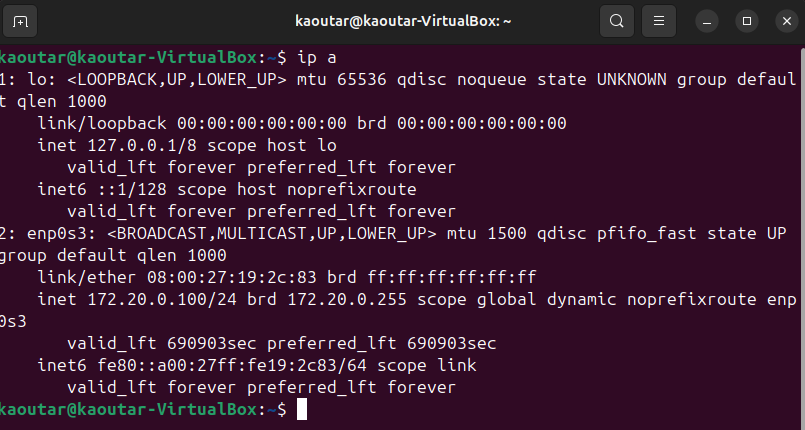 kaoutar@kaoutar-VirtualBox: ~
kaoutar@kaoutar-VirtualBox:~$ ip a
1: lo: <LOOPBACK,UP,LOWER_UP> mtu 65536 qdisc noqueue state UNKNOWN group defaul
t qlen 1000
    link/loopback 00:00:00:00:00:00 brd 00:00:00:00:00:00
    inet 127.0.0.1/8 scope host lo
       valid_lft forever preferred_lft forever
    inet6 ::1/128 scope host noprefixroute
       valid_lft forever preferred_lft forever
2: enp0s3: <BROADCAST,MULTICAST,UP,LOWER_UP> mtu 1500 qdisc pfifo_fast state UP
group default qlen 1000
    link/ether 08:00:27:19:2c:83 brd ff:ff:ff:ff:ff:ff
    inet 172.20.0.100/24 brd 172.20.0.255 scope global dynamic noprefixroute enp
0s3
       valid_lft 690903sec preferred_lft 690903sec
    inet6 fe80::a00:27ff:fe19:2c83/64 scope link
       valid_lft forever preferred_lft forever
kaoutar@kaoutar-VirtualBox:~$